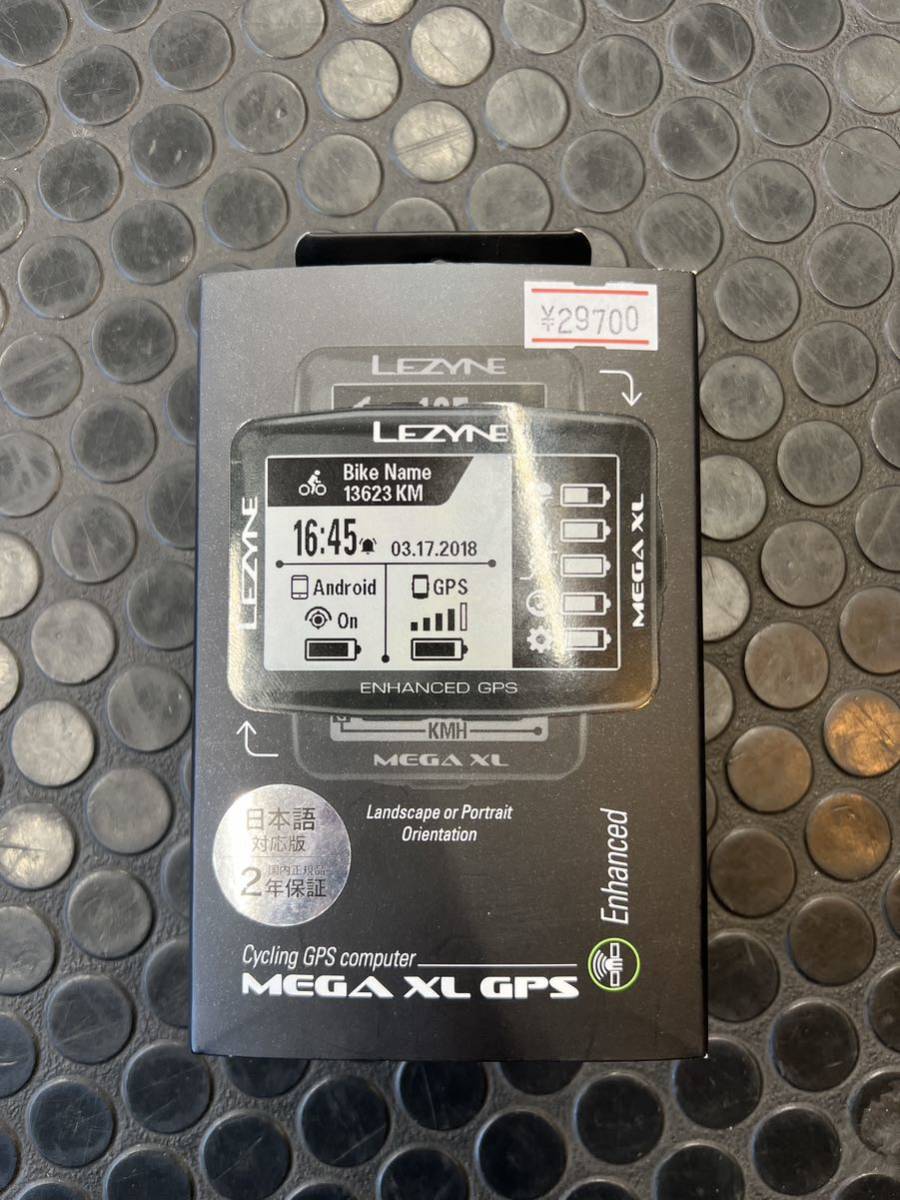 ¥29700
LEZYNE
LEZYNE
LEZYNE
MEGA XL
Bike Name
13623 KM
16:45
03.17.2018
Android
GPS
On
ENHANCED GPS
KMH
MEGA XL
Landscape or Portrait
Orientation
日本語
対応版
国内正規品
2年保証
Enhanced
Cycling GPS computer
MEGA XL GPS